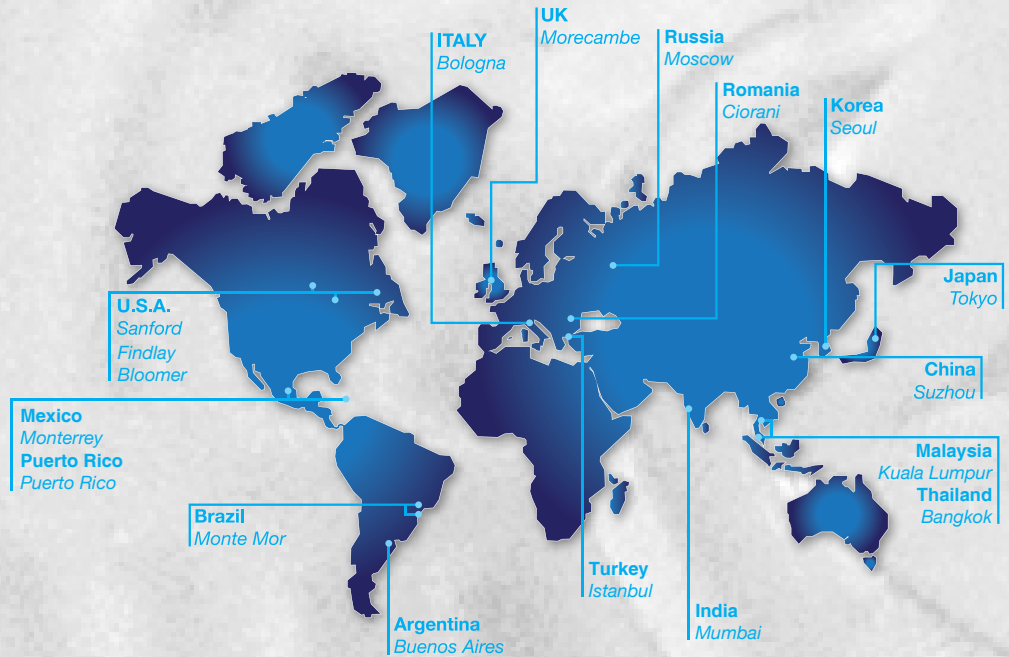 UK
Morecambe
ITALY
Bologna
Russia
Moscow
Romania
Ciorani
Korea
Seoul
Japan
Tokyo
U.S.A.
Sanford
Findlay
Bloomer
China
Suzhou
Mexico
Monterrey
Puerto Rico
Puerto Rico
Malaysia
Kuala Lumpur
Thailand
Bangkok
Brazil
Monte Mor
Turkey
Istanbul
India
Mumbai
Argentina
Buenos Aires